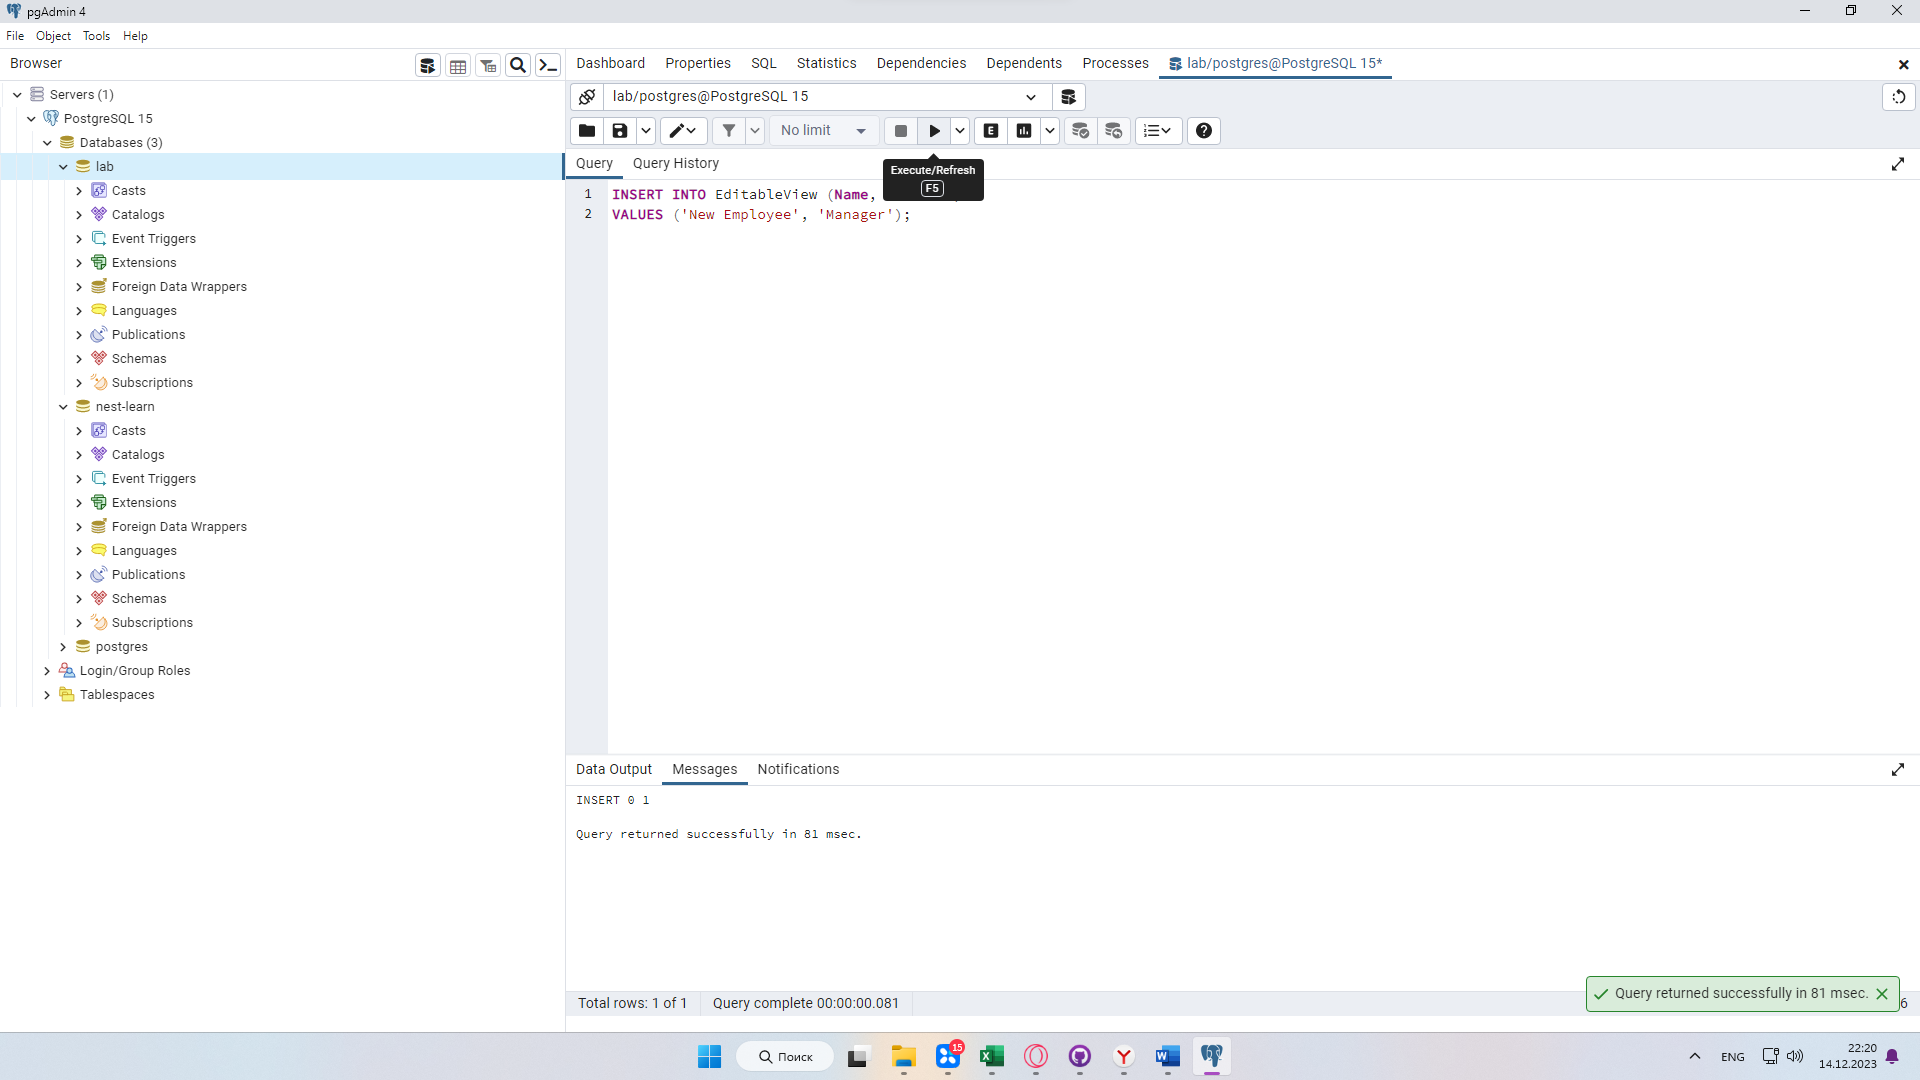 pgAdmin 4
File Object Tools Help
Browser
Dashboard Properties SQL Statistics Dependencies Dependents Processes lab/postgres@PostgreSQL 15*
Servers (1)
PostgreSQL 15
Databases (3)
lab
Casts
Catalogs
Event Triggers
Extensions
Foreign Data Wrappers
Languages
Publications
Schemas
Subscriptions
nest-learn
Casts
Catalogs
Event Triggers
Extensions
Foreign Data Wrappers
Languages
Publications
Schemas
Subscriptions
postgres
Login/Group Roles
Tablespaces
lab/postgres@PostgreSQL 15
No limit
E
Query Query History
Execute/Refresh
F5
1 INSERT INTO EditableView (Name,
2 VALUES ('New Employee', 'Manager');
Data Output Messages Notifications
INSERT 0 1
Query returned successfully in 81 msec.
Total rows: 1 of 1 Query complete 00:00:00.081
Query returned successfully in 81 msec.
6
Поиск
15
ENG
22:20
14.12.2023